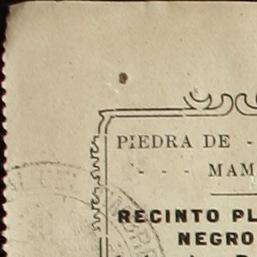 PIEDRA DE -
- - - MAM
RECINTO PL
NEGRO